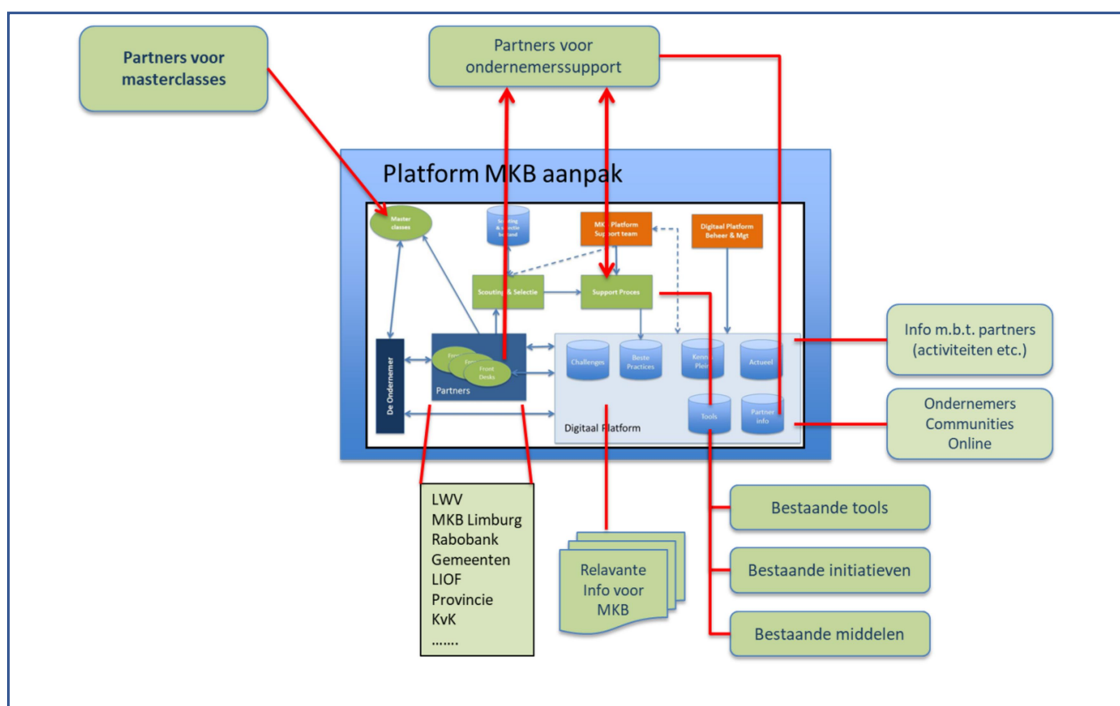 Partners voor
masterclasses
Partners voor
ondernemerssupport
Platform MKB aanpak
Master
classes
& selectie
MKB Platform
Support team
Digitaal Platform
Beheer & Mgt
Scouting & Selectie
Support Proces
De Ondernemer
Front
Desks
Partners
Challenges
Beste
Practices
Plein
Actueel
Tools
Partner
info
Digitaal Platform
Info m.b.t. partners
(activiteiten etc.)
Ondernemers
Communities
Online
LWV
MKB Limburg
Rabobank
Gemeenten
LIOF
Provincie
KvK
…….
Relavante
Info voor
MKB
Bestaande tools
Bestaande initiatieven
Bestaande middelen